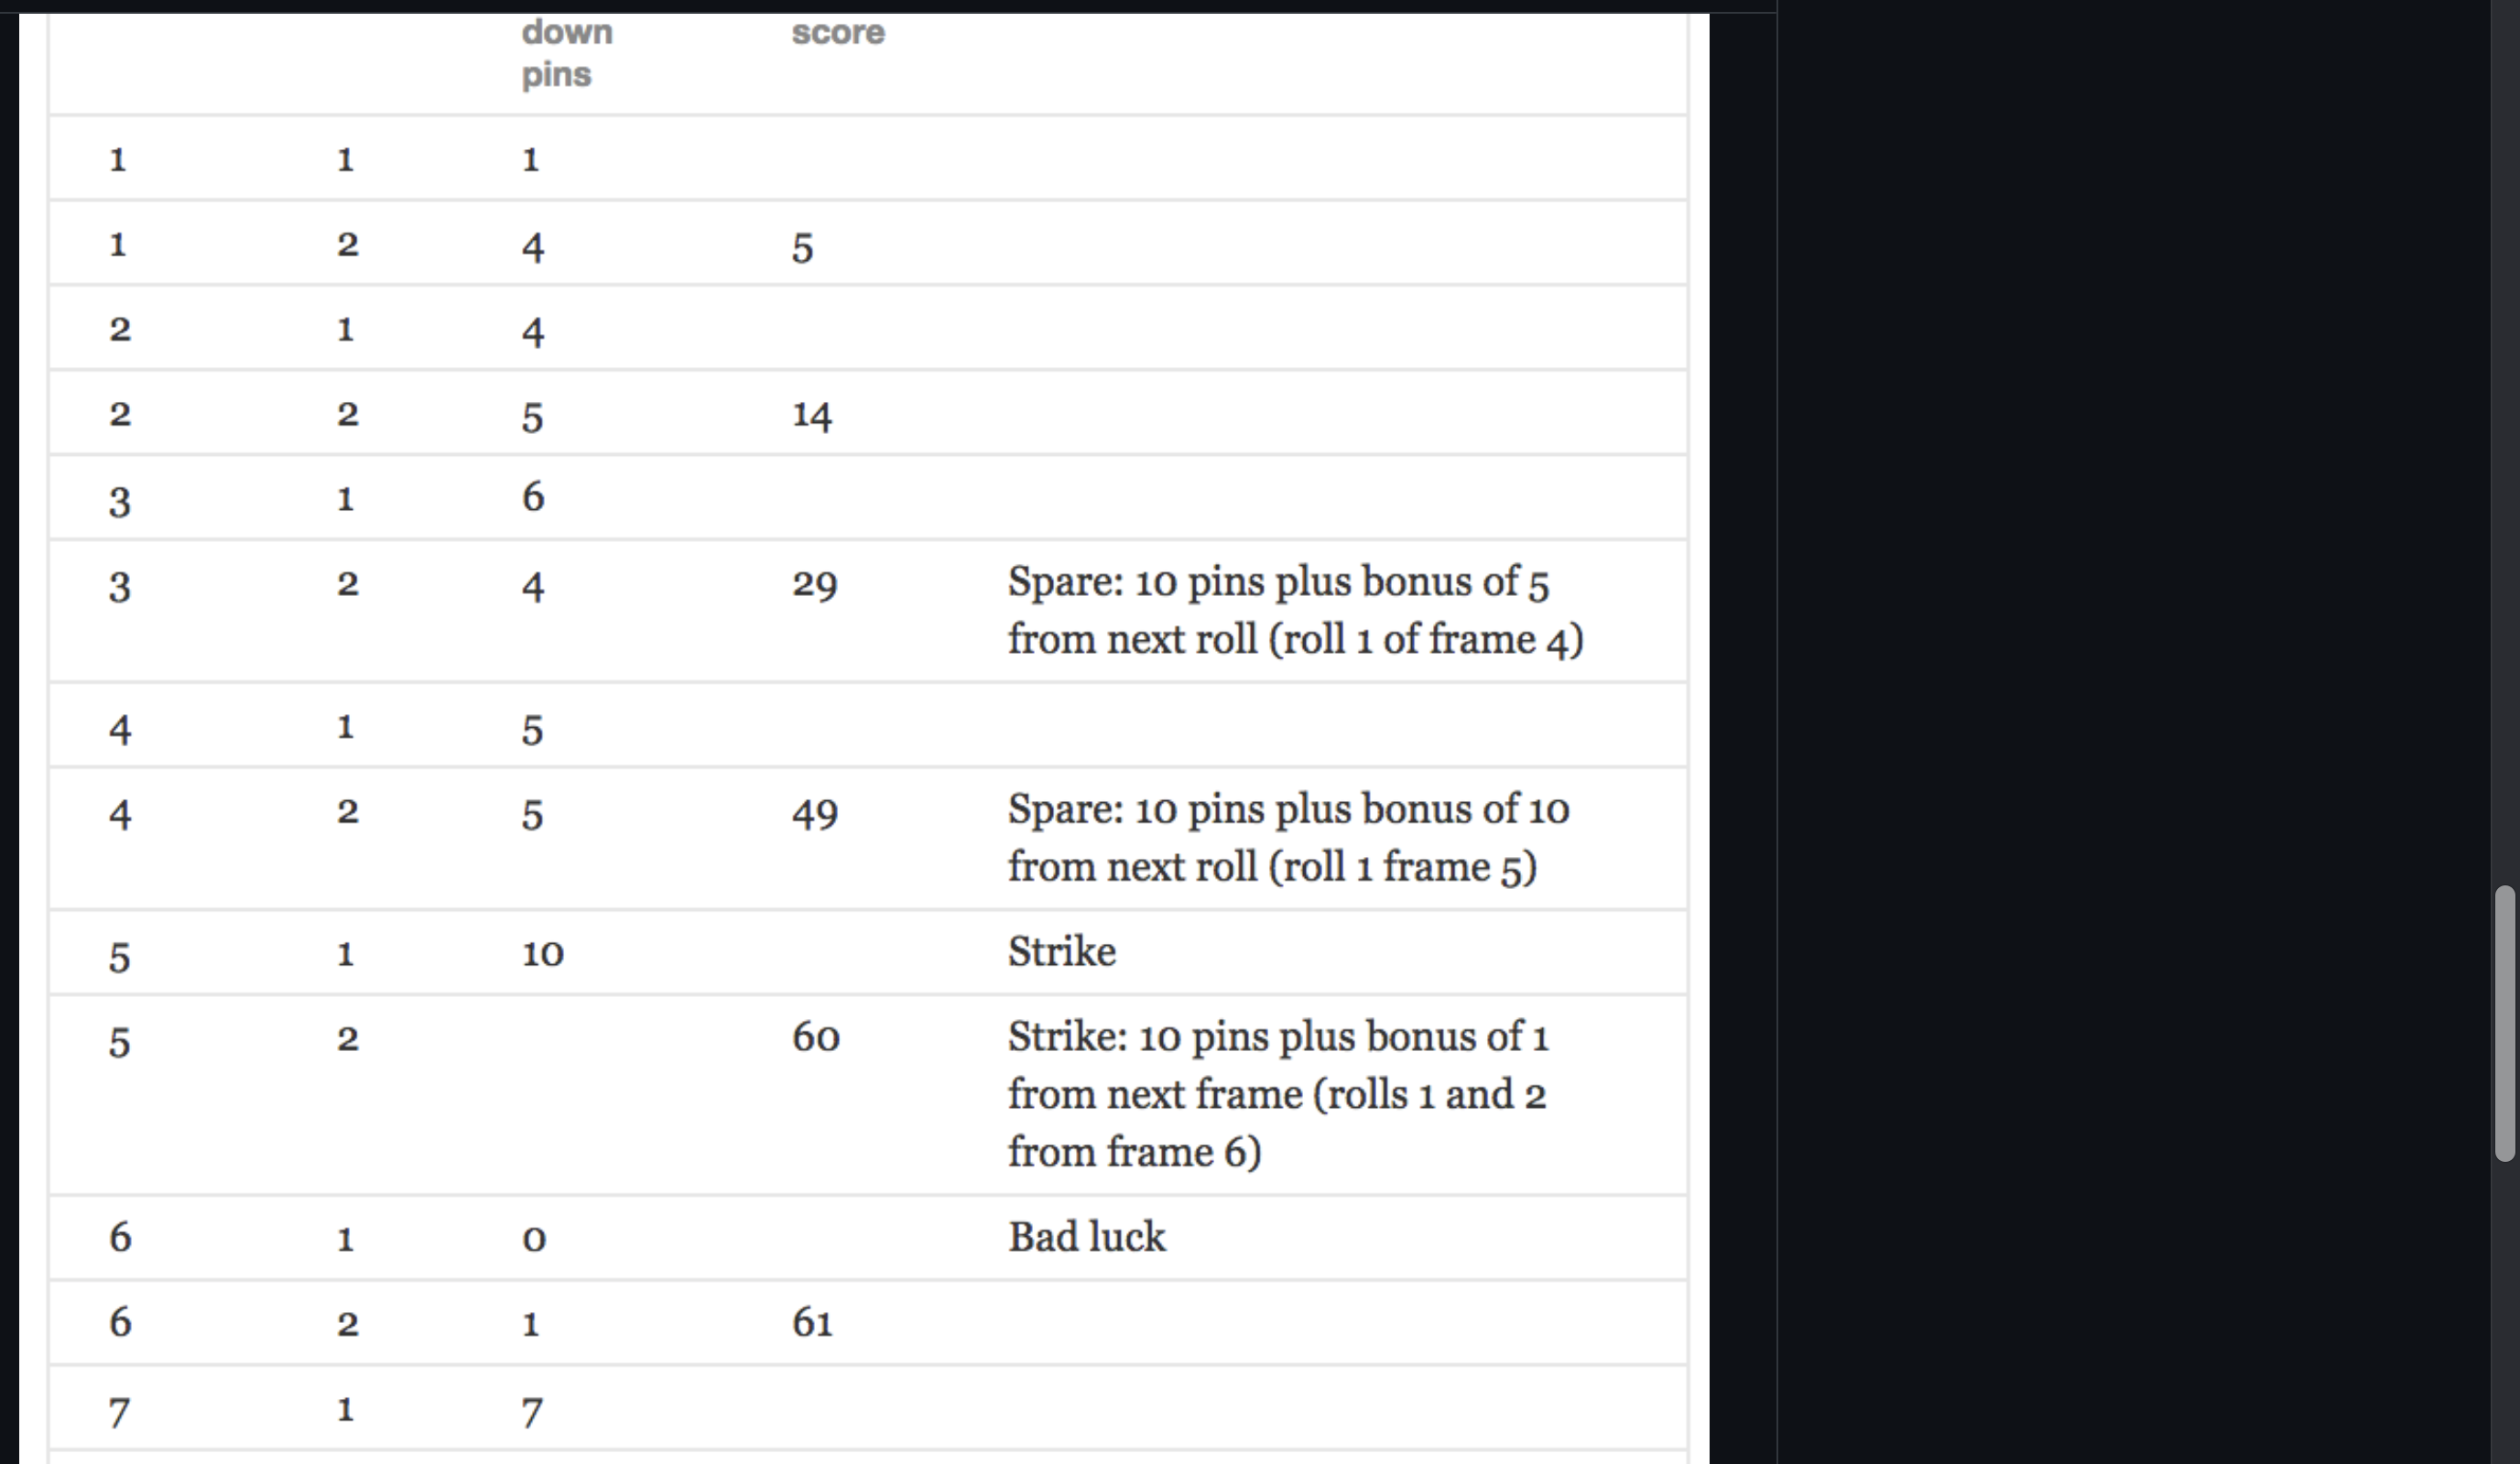 down score
pins
1 1 1
1 2 4 5
2 1 4
2 2 5 14
3 1 6
3 2 4 29 Spare: 10 pins plus bonus of 5
from next roll (roll 1 of frame 4)
4 1 5
4 2 5 49 Spare: 10 pins plus bonus of 10
from next roll (roll 1 frame 5)
5 1 10 Strike
5 2 60 Strike: 10 pins plus bonus of 1
from next frame (rolls 1 and 2
from frame 6)
6 1 0 Bad luck
6 2 1 61
7 1 7